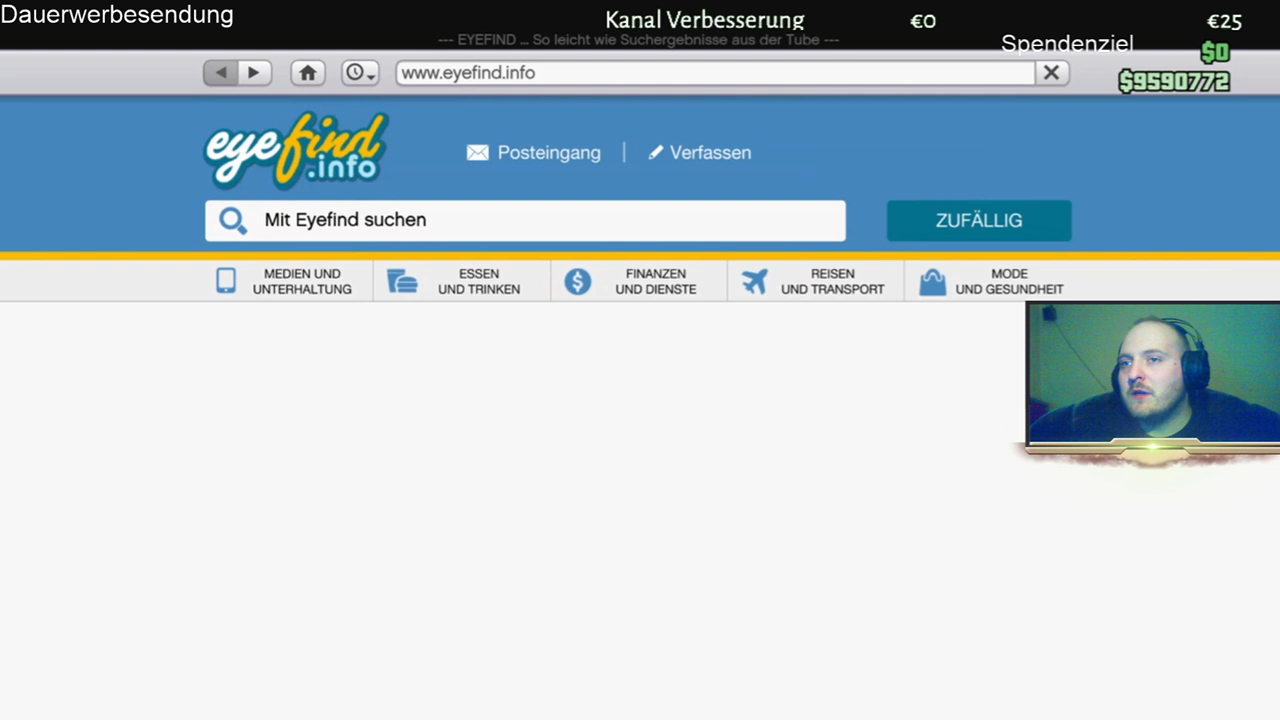 Dauerwerbesendung
Kanal Verbesserung €0 €25
--- EYEFIND ... So leicht wie Suchergebnisse aus der Tube ---
Spendenziel
$0
www.eyefind.info
$9590772
eyefind
.info
Posteingang | Verfassen
Mit Eyefind suchen
ZUFÄLLIG
MEDIEN UND
UNTERHALTUNG
ESSEN
UND TRINKEN
FINANZEN
UND DIENSTE
REISEN
UND TRANSPORT
MODE
UND GESUNDHEIT